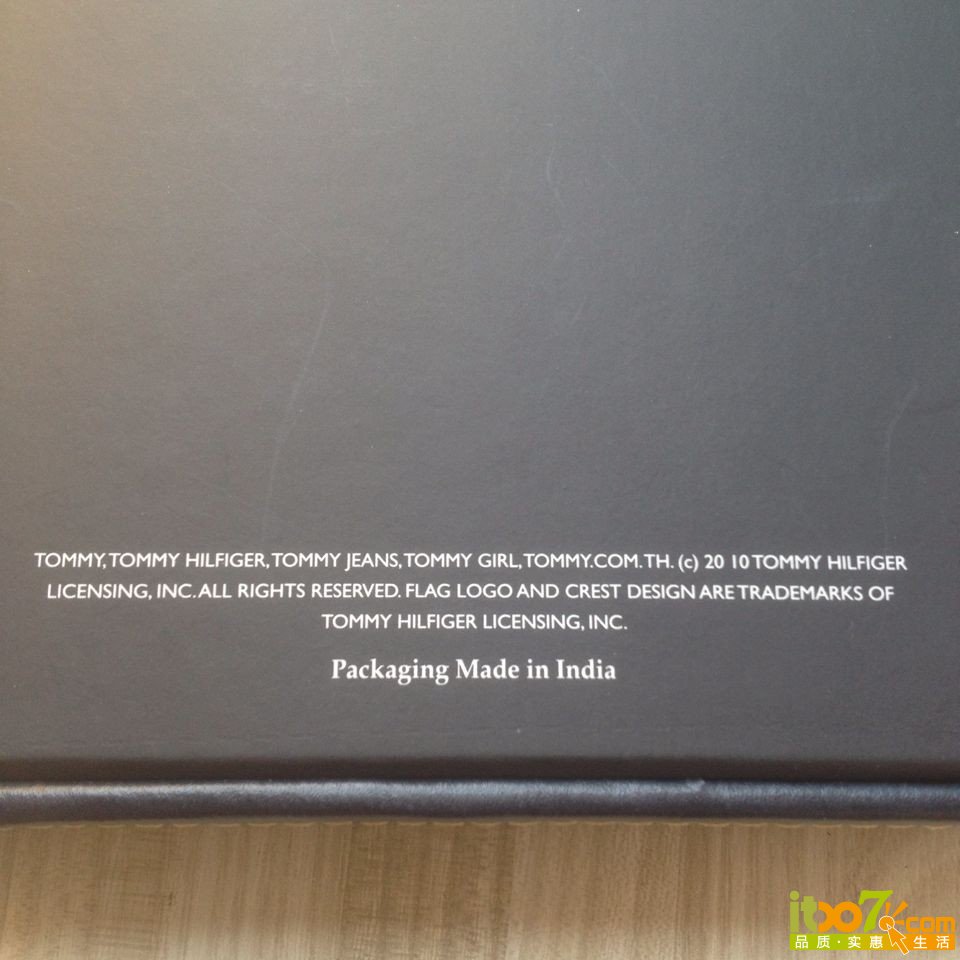 TOMMY, TOMMY HILFIGER, TOMMY JEANS, TOMMY GIRL, TOMMY.COM. TH. (c) 20 10 TOMMY HILFIGER
LICENSING, INC. ALL RIGHTS RESERVED. FLAG LOGO AND CREST DESIGN ARE TRADEMARKS OF
TOMMY HILFIGER LICENSING, INC.
Packaging Made in India
itoo7.com
品质·实惠 生活